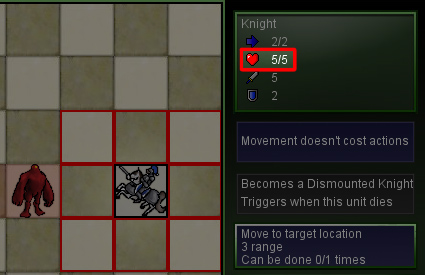 Knight
2/2
5/5
5
2
Movement doesn't cost actions
Becomes a Dismounted Knight
Triggers when this unit dies
Move to target location
3 range
Can be done 0/1 times